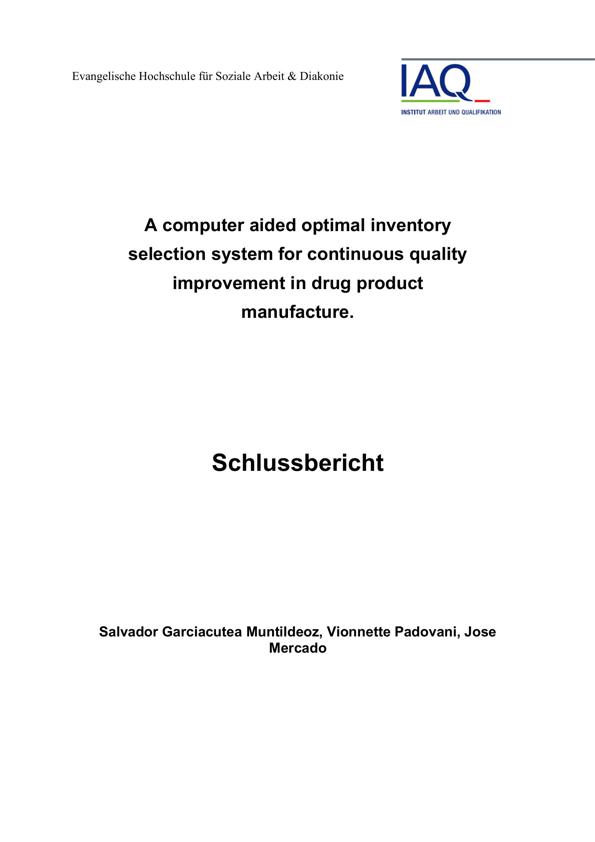 Evangelische Hochschule für Soziale Arbeit & Diakonie
IAQ
INSTITUT ARBEIT UND QUALIFIKATION
A computer aided optimal inventory
selection system for continuous quality
improvement in drug product
manufacture.
Schlussbericht
Salvador Garciacutea Muntildeoz, Vionnette Padovani, Jose
Mercado